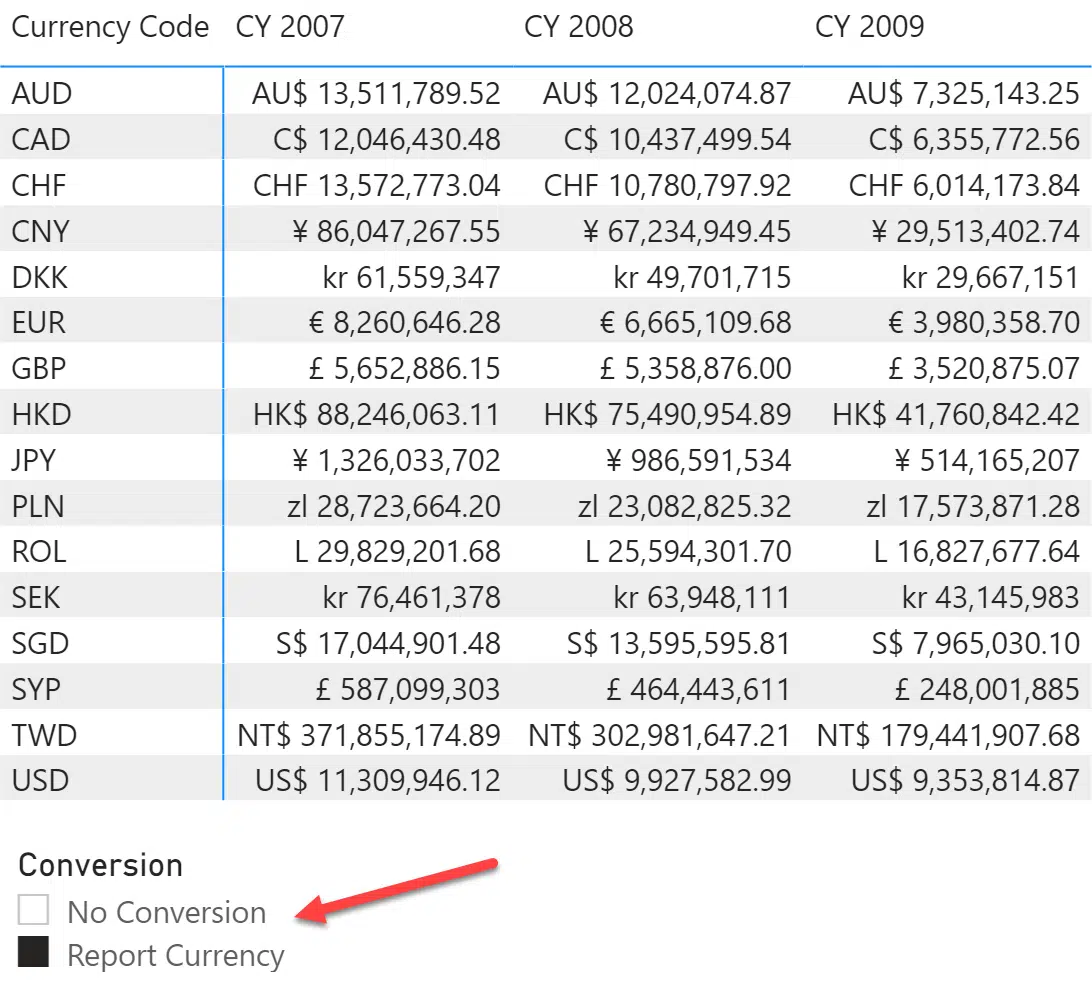 Currency Code CY 2007 CY 2008 CY 2009
AUD AU$ 13,511,789.52 AU$ 12,024,074.87 AU$ 7,325,143.25
CAD C$ 12,046,430.48 C$ 10,437,499.54 C$ 6,355,772.56
CHF CHF 13,572,773.04 CHF 10,780,797.92 CHF 6,014,173.84
CNY ¥ 86,047,267.55 ¥ 67,234,949.45 ¥ 29,513,402.74
DKK kr 61,559,347 kr 49,701,715 kr 29,667,151
EUR € 8,260,646.28 € 6,665,109.68 € 3,980,358.70
GBP £ 5,652,886.15 £ 5,358,876.00 £ 3,520,875.07
HKD HK$ 88,246,063.11 HK$ 75,490,954.89 HK$ 41,760,842.42
JPY ¥ 1,326,033,702 ¥ 986,591,534 ¥ 514,165,207
PLN zl 28,723,664.20 zl 23,082,825.32 zl 17,573,871.28
ROL L 29,829,201.68 L 25,594,301.70 L 16,827,677.64
SEK kr 76,461,378 kr 63,948,111 kr 43,145,983
SGD S$ 17,044,901.48 S$ 13,595,595.81 S$ 7,965,030.10
SYP £ 587,099,303 £ 464,443,611 £ 248,001,885
TWD NT$ 371,855,174.89 NT$ 302,981,647.21 NT$ 179,441,907.68
USD US$ 11,309,946.12 US$ 9,927,582.99 US$ 9,353,814.87
Conversion
No Conversion
Report Currency